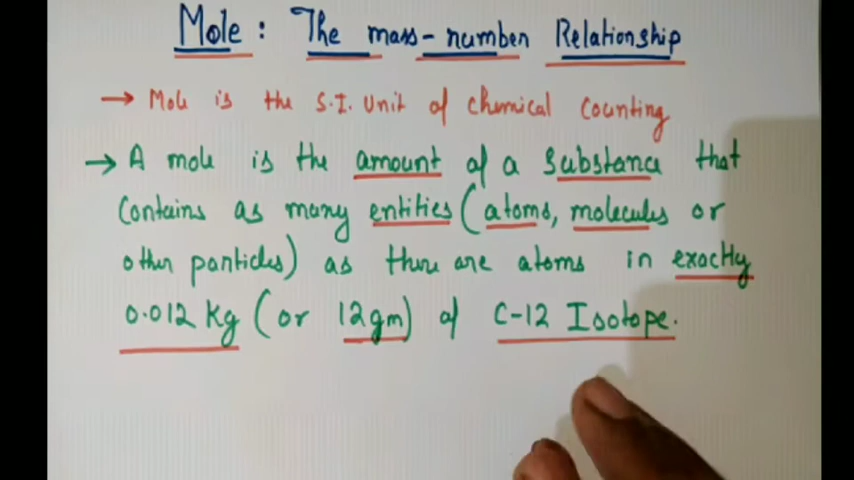 Mole: The mass-number Relationship
→ Mole is the S.I. Unit of chemical counting
→ A mole is the amount of a substance that
Contains as many entities (atoms, molecules or
other particles) as there are atoms in exactly
0.012 Kg (or 12gm) of C-12 Isotope.